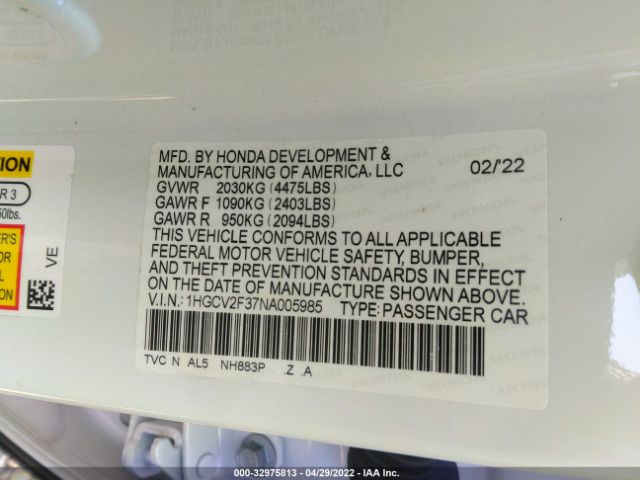 MFD. BY HONDA DEVELOPMENT &
MANUFACTURING OF AMERICA, LLC 02/'22
GVWR 2030KG (4475LBS)
GAWR F 1090KG (2403LBS)
GAWR R 950KG (2094LBS)
THIS VEHICLE CONFORMS TO ALL APPLICABLE
FEDERAL MOTOR VEHICLE SAFETY, BUMPER,
AND THEFT PREVENTION STANDARDS IN EFFECT
ON THE DATE OF MANUFACTURE SHOWN ABOVE.
V.I.N.: 1HGCV2F37NA005985 TYPE: PASSENGER CAR
TVC N AL5 NH883P .Z .A
R 3
50lbs.
VE
000-32975813 - 04/29/2022 - IAA Inc.